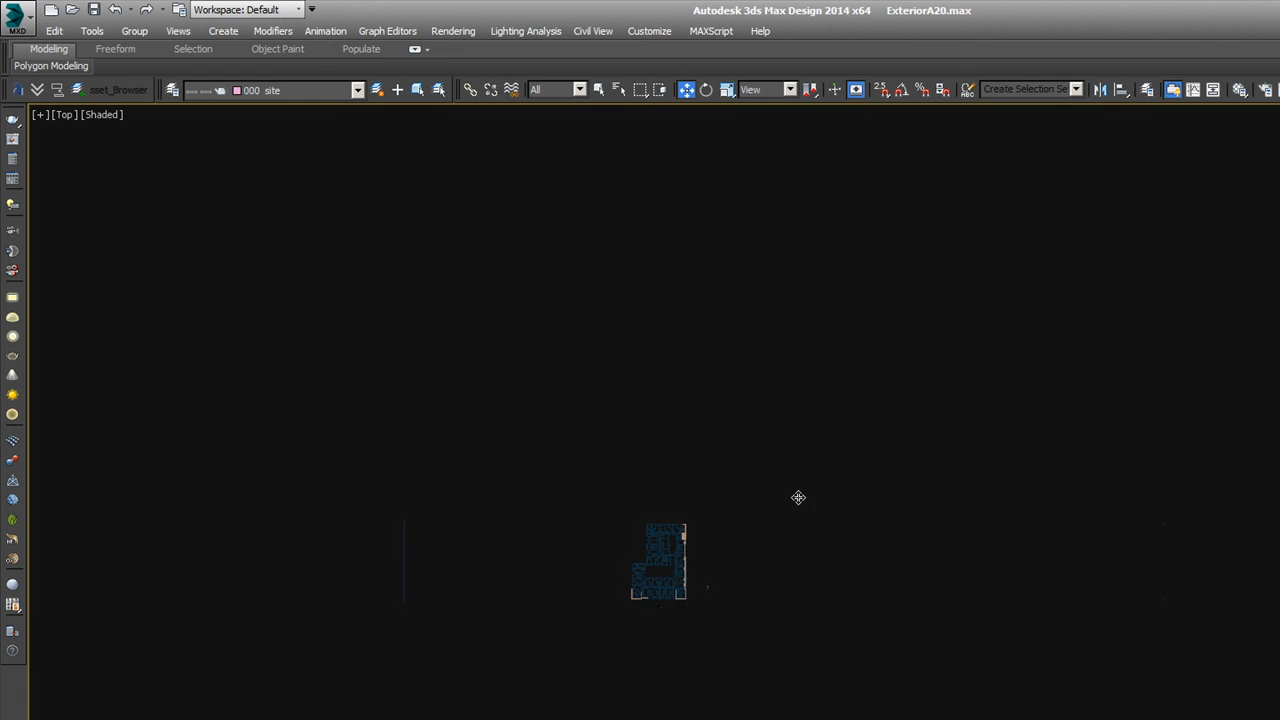 Workspace: Default
Autodesk 3ds Max Design 2014 x64 ExteriorA20.max
MXD
Edit Tools Group Views Create Modifiers Animation Graph Editors Rendering Lighting Analysis Civil View Customize MAXScript Help
Modeling Freeform Selection Object Paint Populate
Polygon Modeling
sset_Browser 000 site All View 2.5 Create Selection Se
[+] [Top] [Shaded]